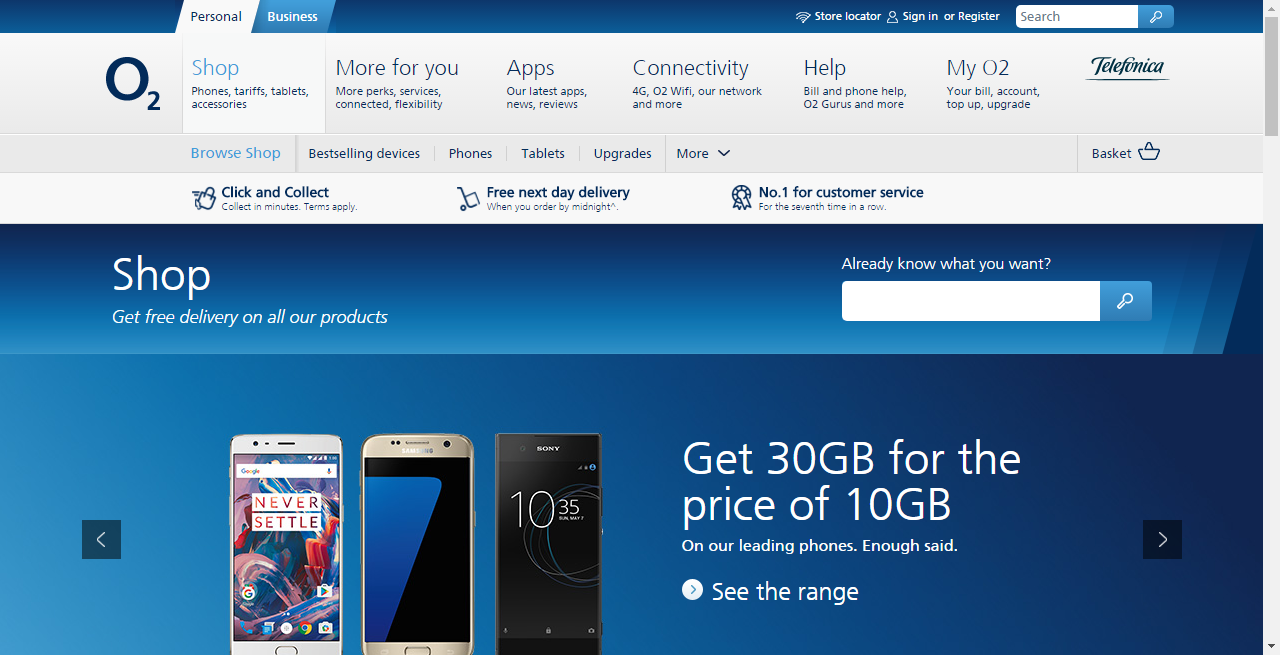 Personal
Business
Store locator
Sign in or Register
Search
O2
Shop
Phones, tariffs, tablets,
accessories
More for you
More perks, services,
connected, flexibility
Apps
Our latest apps,
news, reviews
Connectivity
4G, O2 Wifi, our network
and more
Help
Bill and phone help,
O2 Gurus and more
My O2
Your bill, account,
top up, upgrade
Telefónica
Browse Shop
Bestselling devices
Phones
Tablets
Upgrades
More
Basket
Click and Collect
Collect in minutes. Terms apply.
Free next day delivery
When you order by midnight^.
No.1 for customer service
For the seventh time in a row.
Shop
Get free delivery on all our products
Already know what you want?
Google
NEVER
SETTLE
SAMSUNG
SONY
10 35
SUN, MAY 7
Get 30GB for the
price of 10GB
On our leading phones. Enough said.
See the range